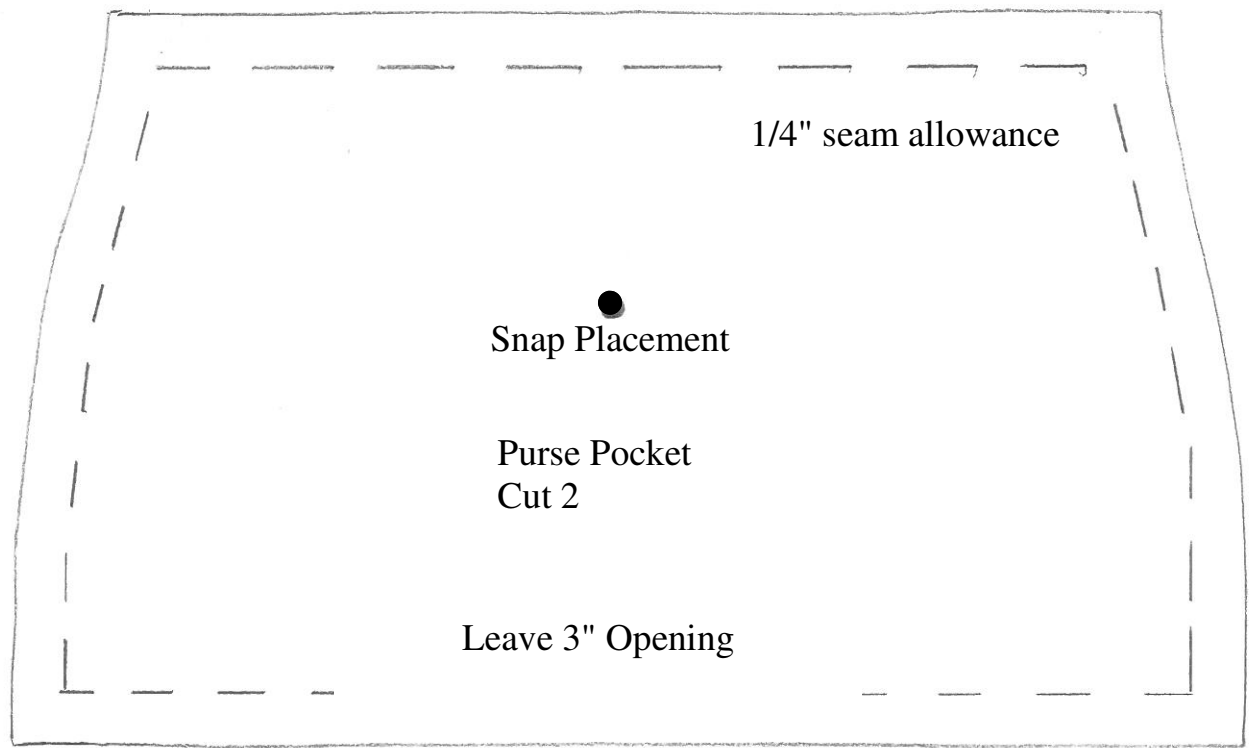 1/4" seam allowance
Snap Placement
Purse Pocket
Cut 2
Leave 3" Opening